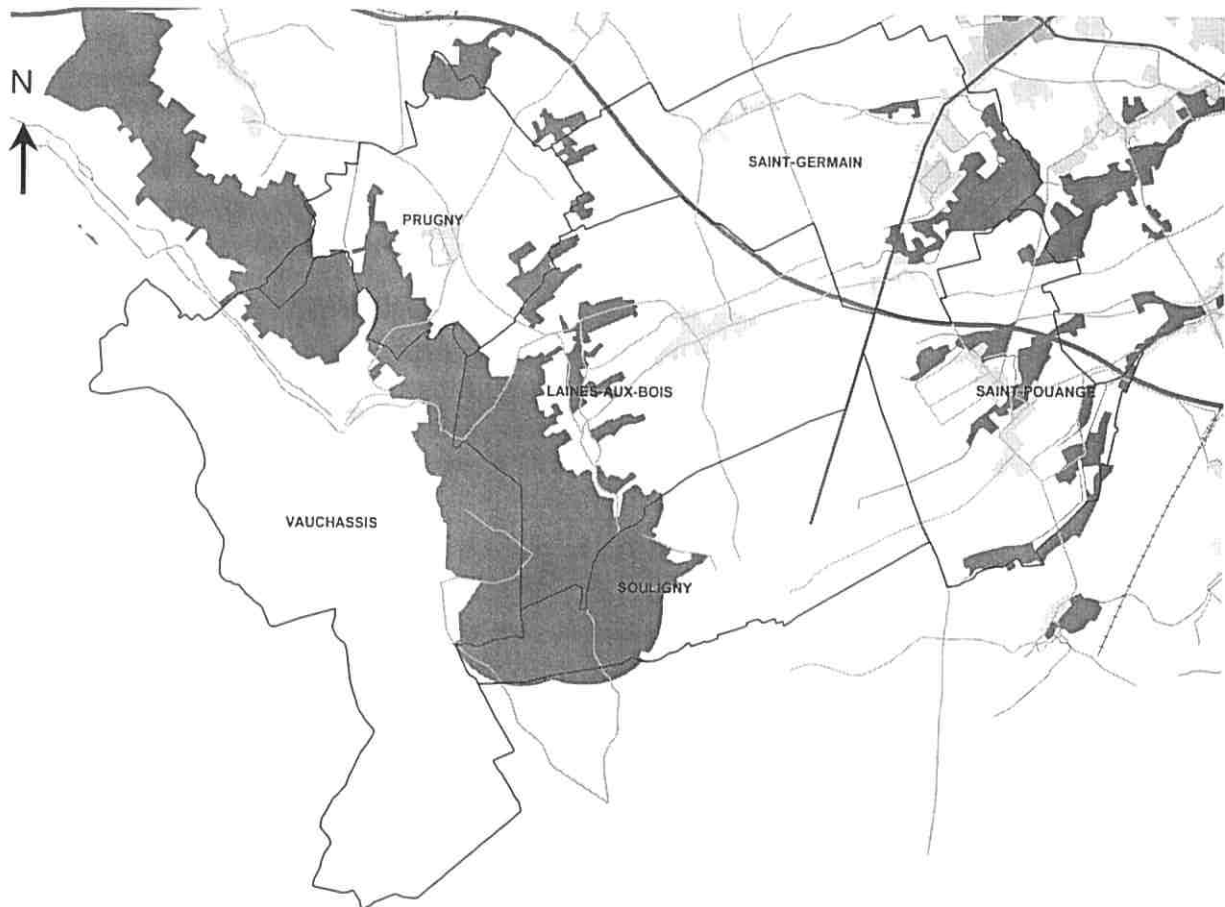 N
SAINT-GERMAIN
PRUGNY
LAINES-AUX-BOIS
SAINT-POUANGE
VAUCHASSIS
SOULIGNY